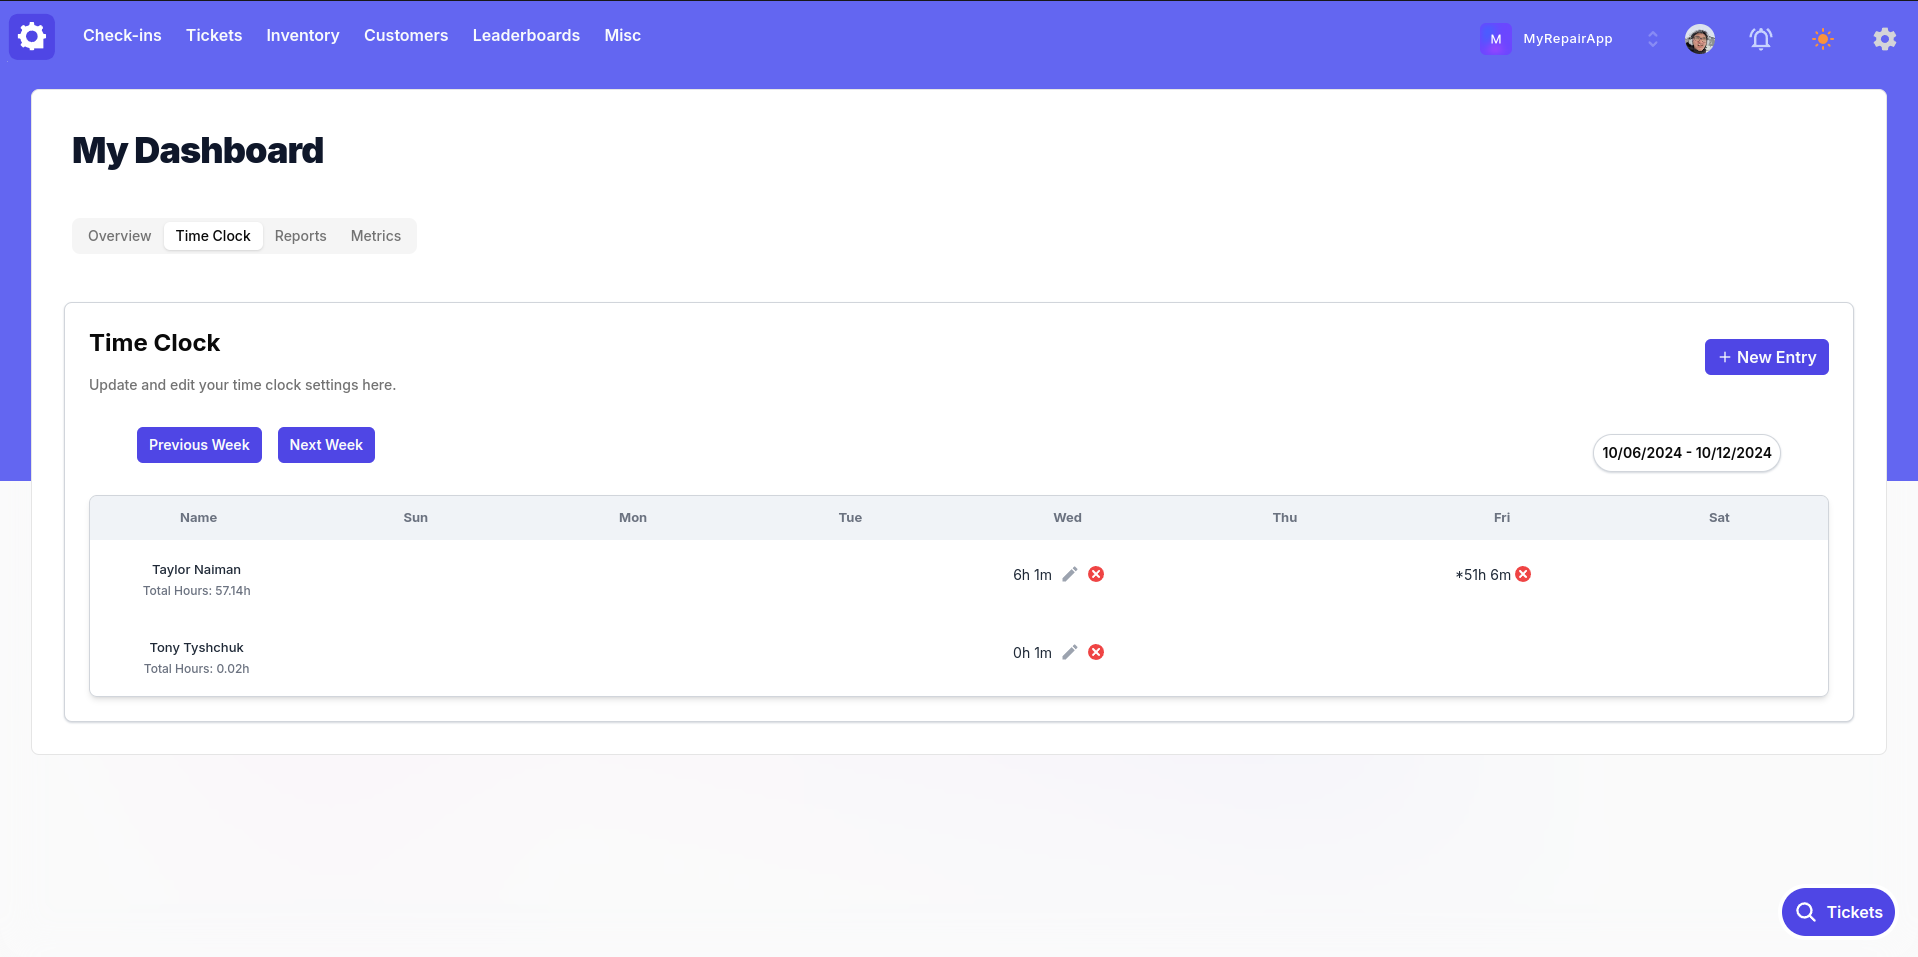 Check-ins Tickets Inventory Customers Leaderboards Misc M MyRepairApp
My Dashboard
Overview Time Clock Reports Metrics
Time Clock
+ New Entry
Update and edit your time clock settings here.
Previous Week Next Week
10/06/2024 - 10/12/2024
Name Sun Mon Tue Wed Thu Fri Sat
Taylor Naiman
6h 1m *51h 6m
Total Hours: 57.14h
Tony Tyshchuk
0h 1m
Total Hours: 0.02h
Tickets